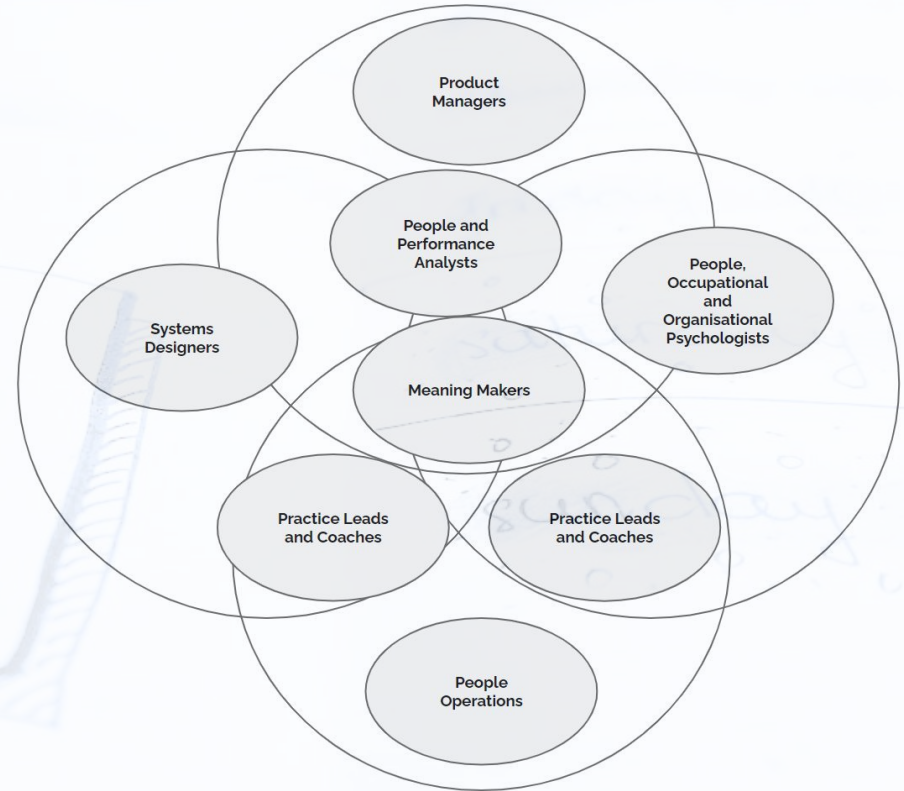 Product
Managers
People and
Performance
Analysts
People,
Occupational
and
Organisational
Psychologists
Systems
Designers
Meaning Makers
Practice Leads
and Coaches
Practice Leads
and Coaches
People
Operations